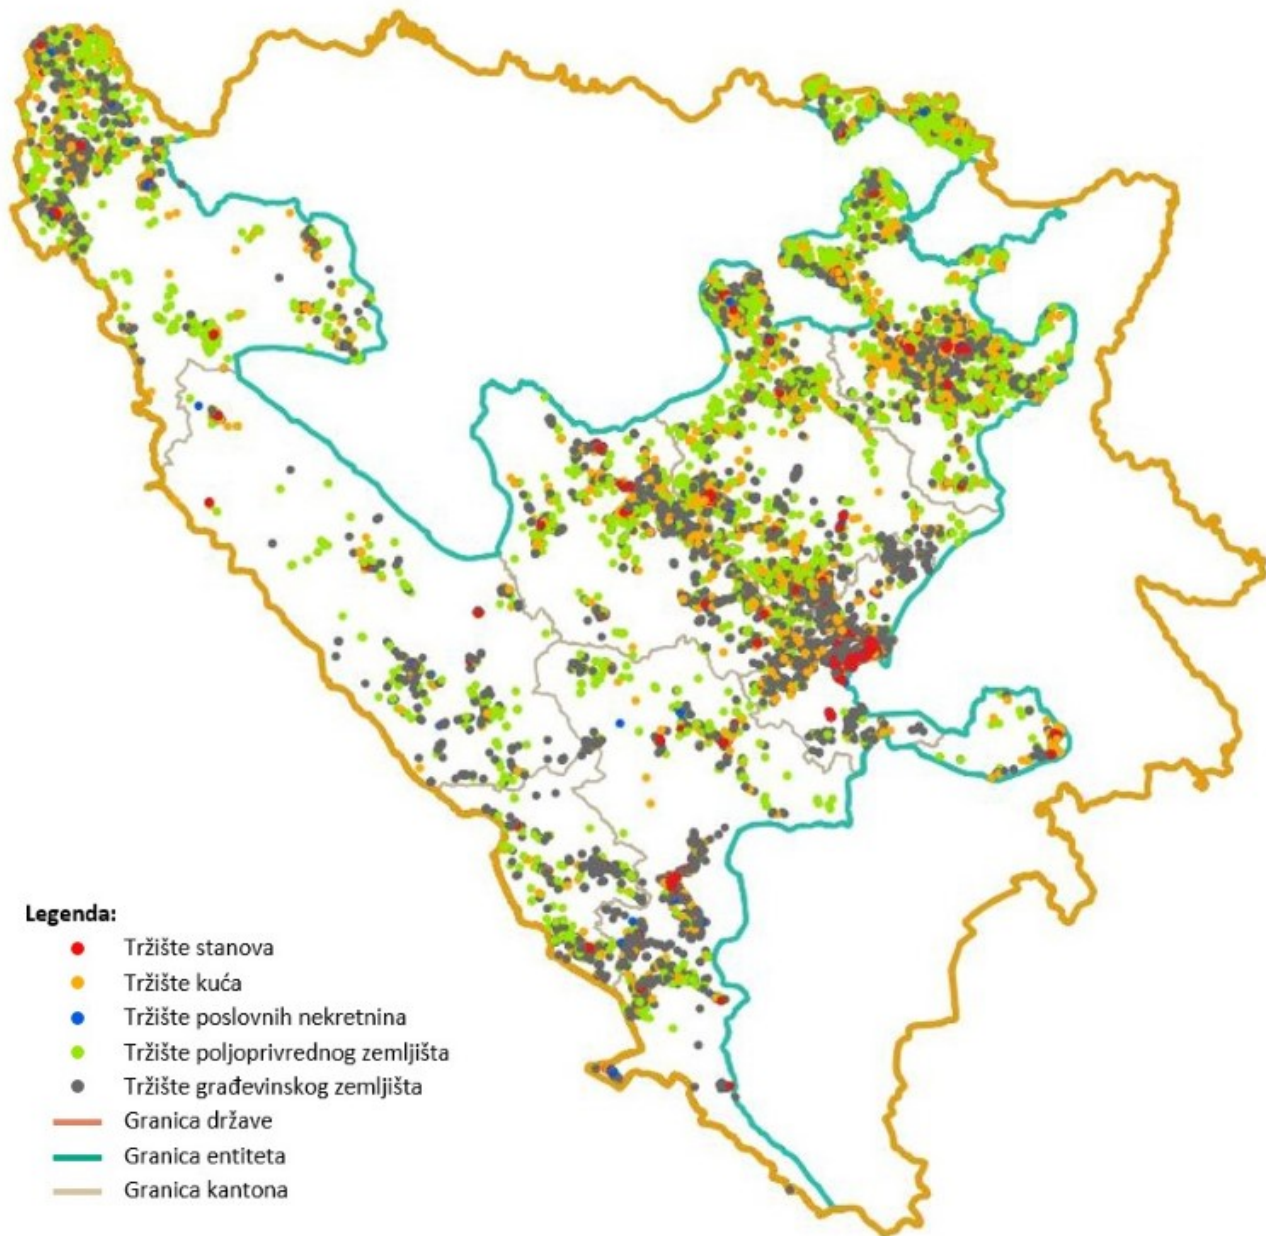 Legenda:
Tržište stanova
Tržište kuća
Tržište poslovnih nekretnina
Tržište poljoprivrednog zemljišta
Tržište građevinskog zemljišta
Granica države
Granica entiteta
Granica kantona